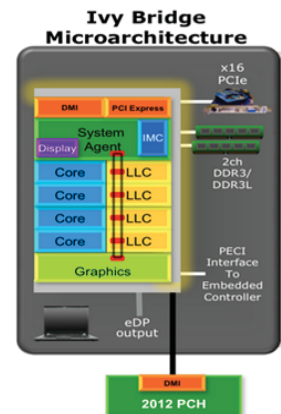 Ivy Bridge
Microarchitecture
x16
PCIe
DMI
PCI Express
System
Agent
IMC
Display
2ch
DDR3/
DDR3L
Core
LLC
Core
LLC
Core
LLC
Core
LLC
Graphics
PECI
Interface
To
Embedded
Controller
eDP
output
DMI
2012 PCH